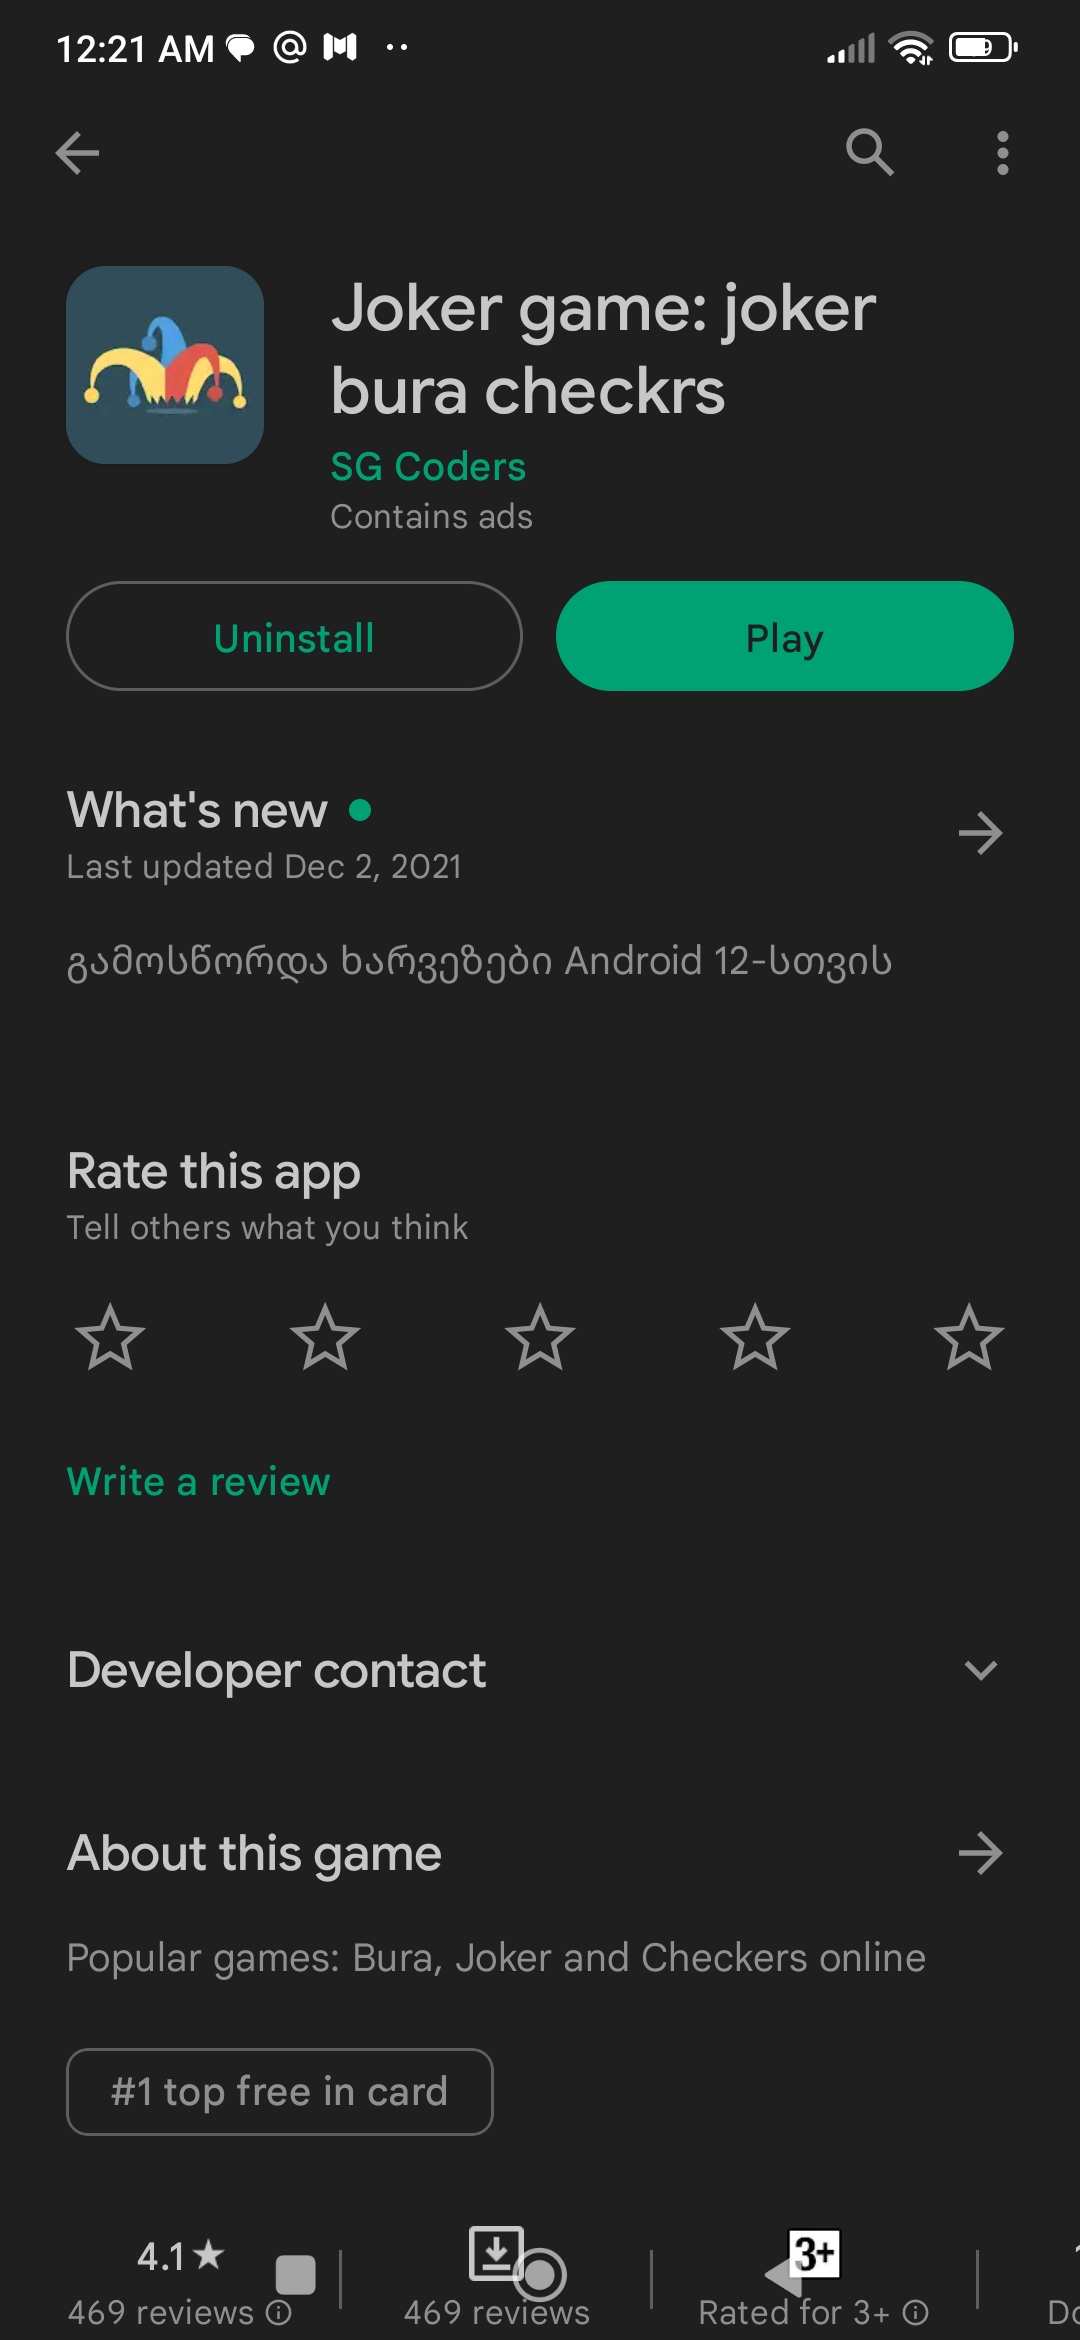 12:21 AM
Joker game: joker
bura checkrs
SG Coders
Contains ads
Uninstall
Play
What's new
Last updated Dec 2, 2021
გამოსწორდა ხარვეზები Android 12-სთვის
Rate this app
Tell others what you think
Write a review
Developer contact
About this game
Popular games: Bura, Joker and Checkers online
#1 top free in card
4.1★
3+
469 reviews
469 reviews
Rated for 3+